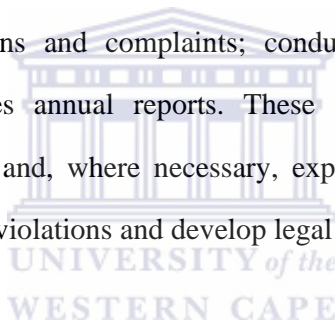 ns and complaints; condu
es annual reports. These
and, where necessary, exp
violations and develop legal
UNIVERSITY of the
WESTERN CAPE